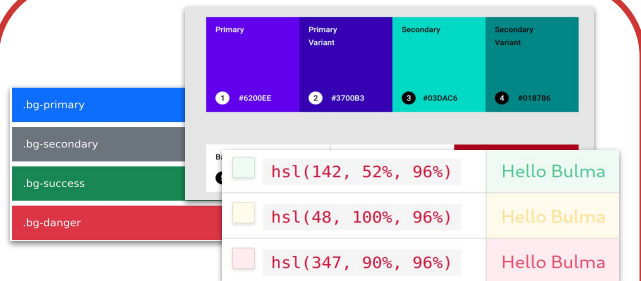 Primary
Primary
Variant
Secondary
Secondary
Variant
1 #6200EE
2 #3700B3
3 #03DAC6
4 #018786
.bg-primary
.bg-secondary
.bg-success
.bg-danger
hsl(142, 52%, 96%) Hello Bulma
hsl(48, 100%, 96%) Hello Bulma
hsl(347, 90%, 96%) Hello Bulma